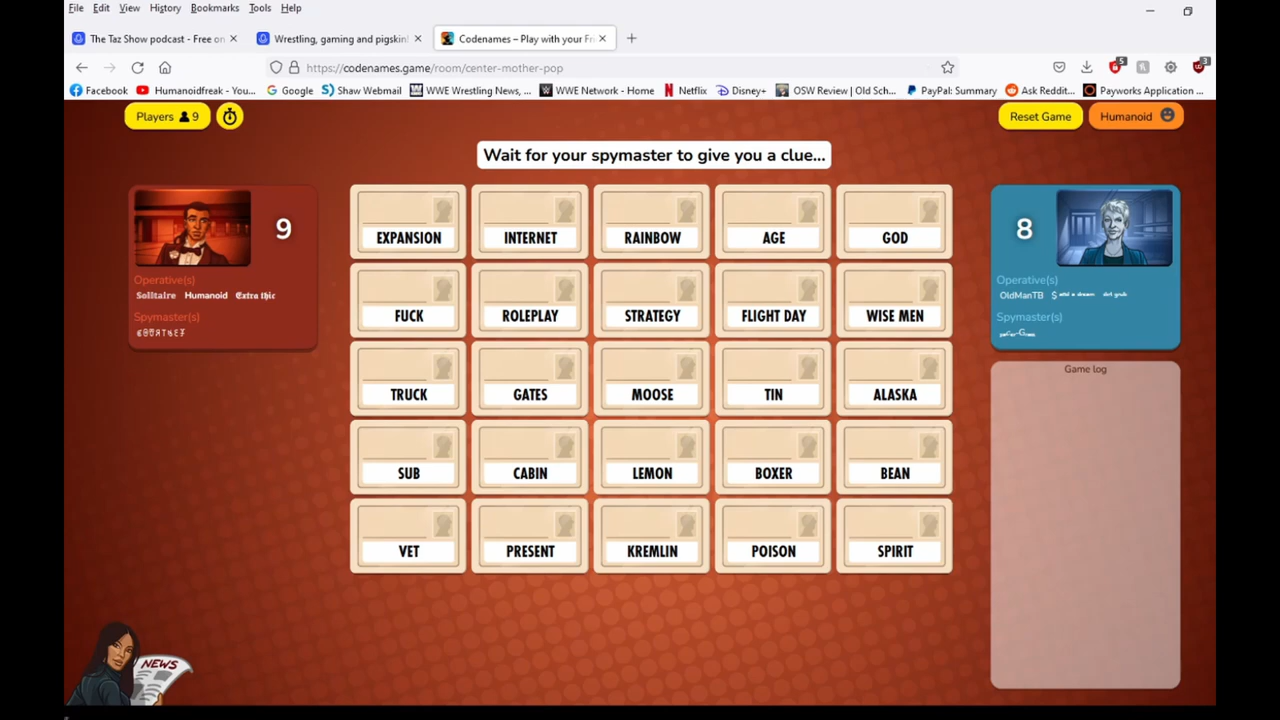 File Edit View History Bookmarks Tools Help
The Taz Show podcast - Free on Wrestling, gaming and pigskin! Codenames – Play with your Fri
https://codenames.game/room/center-mother-pop 5 3
Facebook Humanoidfreak - You... Google Shaw Webmail WWE Wrestling News, ... WWE Network - Home Netflix Disney+ OSW Review | Old Sch... PayPal: Summary Ask Reddit... Payworks Application ...
Players 9 Reset Game Humanoid
Wait for your spymaster to give you a clue...
9 8
EXPANSION INTERNET RAINBOW AGE GOD
Operative(s) Operative(s)
Solitaire Humanoid Extra thic OldManTB
FUCK ROLEPLAY STRATEGY FLIGHT DAY WISE MEN
Spymaster(s) Spymaster(s)
Game log
TRUCK GATES MOOSE TIN ALASKA
SUB CABIN LEMON BOXER BEAN
VET PRESENT KREMLIN POISON SPIRIT
NEWS